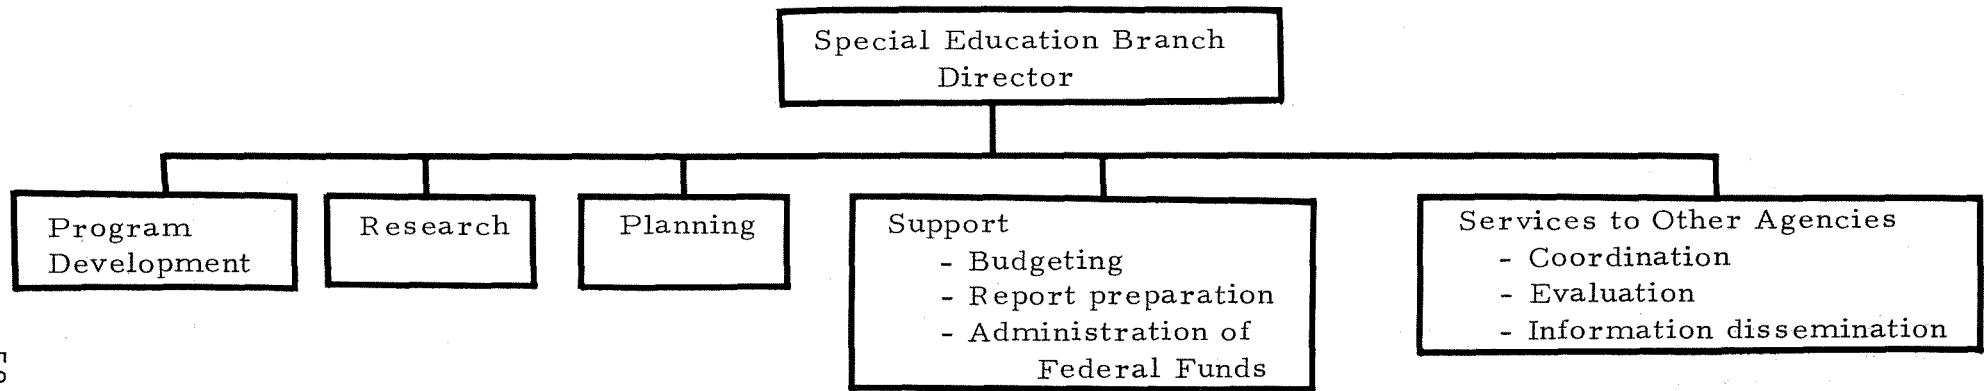 Special Education Branch
Director
Program
Development
Research
Planning
Support
- Budgeting
- Report preparation
- Administration of
Federal Funds
Services to Other Agencies
- Coordination
- Evaluation
- Information dissemination